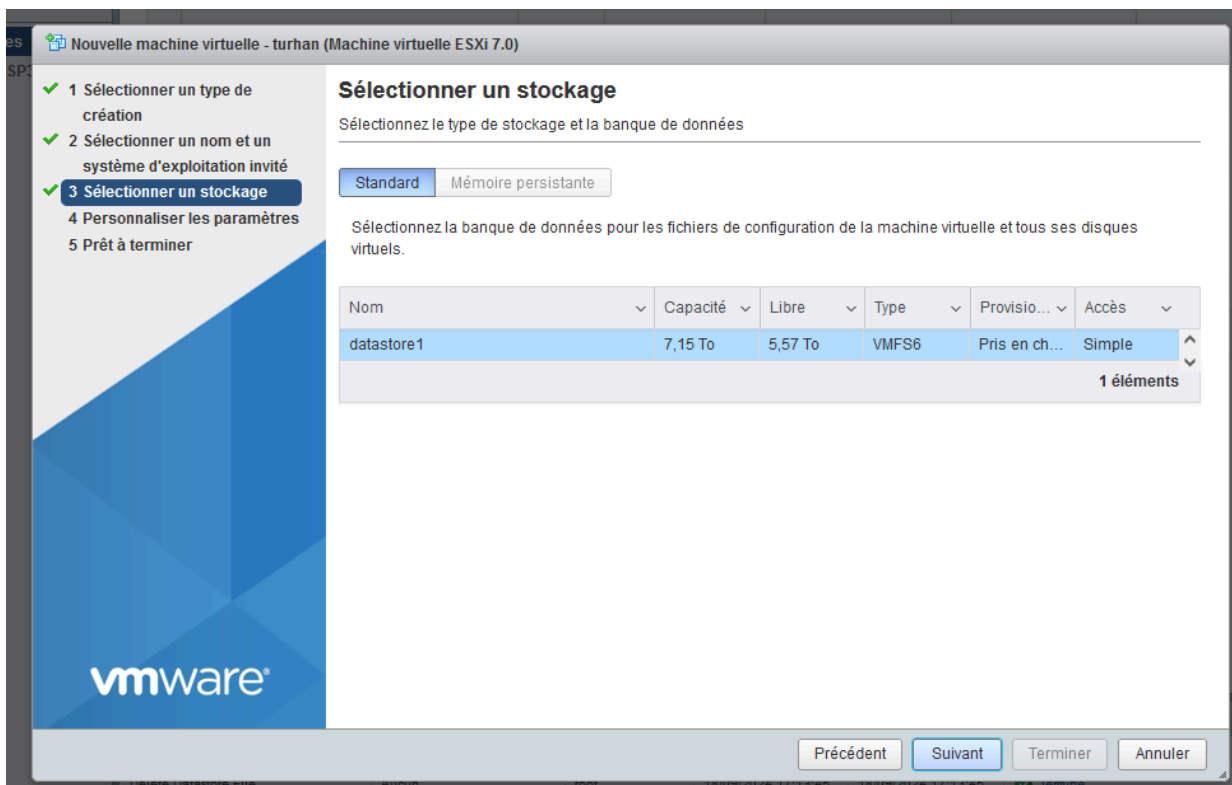 Nouvelle machine virtuelle - turhan (Machine virtuelle ESXi 7.0)
1 Sélectionner un type de
création
2 Sélectionner un nom et un
système d'exploitation invité
3 Sélectionner un stockage
4 Personnaliser les paramètres
5 Prêt à terminer
Sélectionner un stockage
Sélectionnez le type de stockage et la banque de données
Standard Mémoire persistante
Sélectionnez la banque de données pour les fichiers de configuration de la machine virtuelle et tous ses disques
virtuels.
Nom Capacité Libre Type Provisio... Accès
datastore1 7,15 To 5,57 To VMFS6 Pris en ch... Simple
1 éléments
vmware®
Précédent Suivant Terminer Annuler